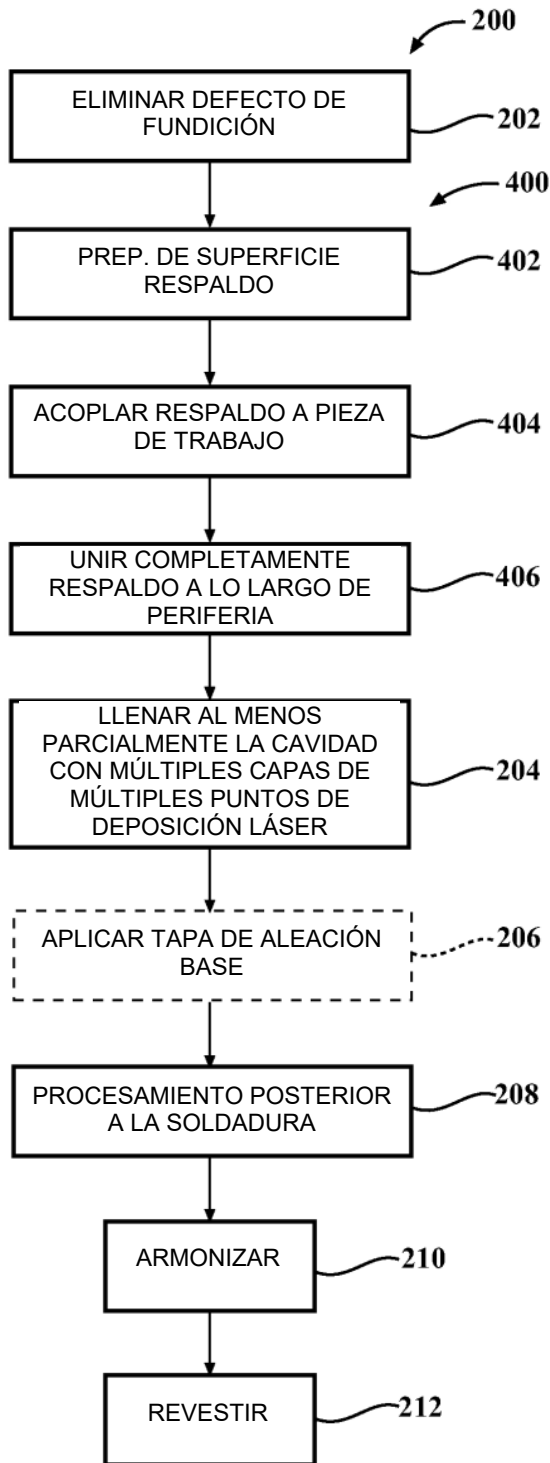 200
ELIMINAR DEFECTO DE
FUNDICIÓN
202
400
PREP. DE SUPERFICIE
RESPALDO
402
ACOPLAR RESPALDO A PIEZA
DE TRABAJO
404
UNIR COMPLETAMENTE
RESPALDO A LO LARGO DE
PERIFERIA
406
LLENAR AL MENOS
PARCIALMENTE LA CAVIDAD
CON MÚLTIPLES CAPAS DE
MÚLTIPLES PUNTOS DE
DEPOSICIÓN LÁSER
204
APLICAR TAPA DE ALEACIÓN
BASE
206
PROCESAMIENTO POSTERIOR
A LA SOLDADURA
208
ARMONIZAR
210
REVESTIR
212